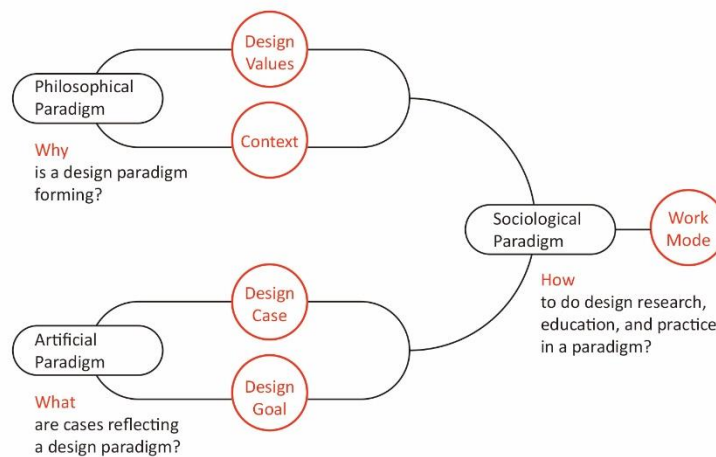 Design
Values
Philosophical
Paradigm
Context
Why
is a design paradigm
forming?
Sociological
Paradigm
Work
Mode
How
to do design research,
education, and practice
in a paradigm?
Design
Case
Artificial
Paradigm
Design
Goal
What
are cases reflecting
a design paradigm?